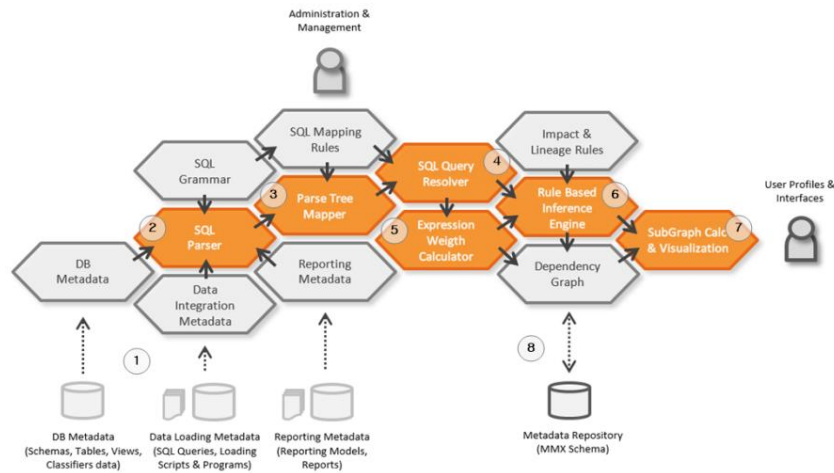 Administration &
Management
SQL Mapping
Rules
Impact &
Lineage Rules
SQL
Grammar
SQL Query
Resolver
4
3
Parse Tree
Mapper
Rule Based
Inference
Engine
6
User Profiles &
Interfaces
2
SQL
Parser
5
Expression
Weigth
Calculator
SubGraph Calc
& Visualization
7
DB
Metadata
Data
Integration
Metadata
Reporting
Metadata
Dependency
Graph
1
8
DB Metadata
(Schemas, Tables, Views,
Classifiers data)
Data Loading Metadata
(SQL Queries, Loading
Scripts & Programs)
Reporting Metadata
(Reporting Models,
Reports)
Metadata Repository
(MMX Schema)